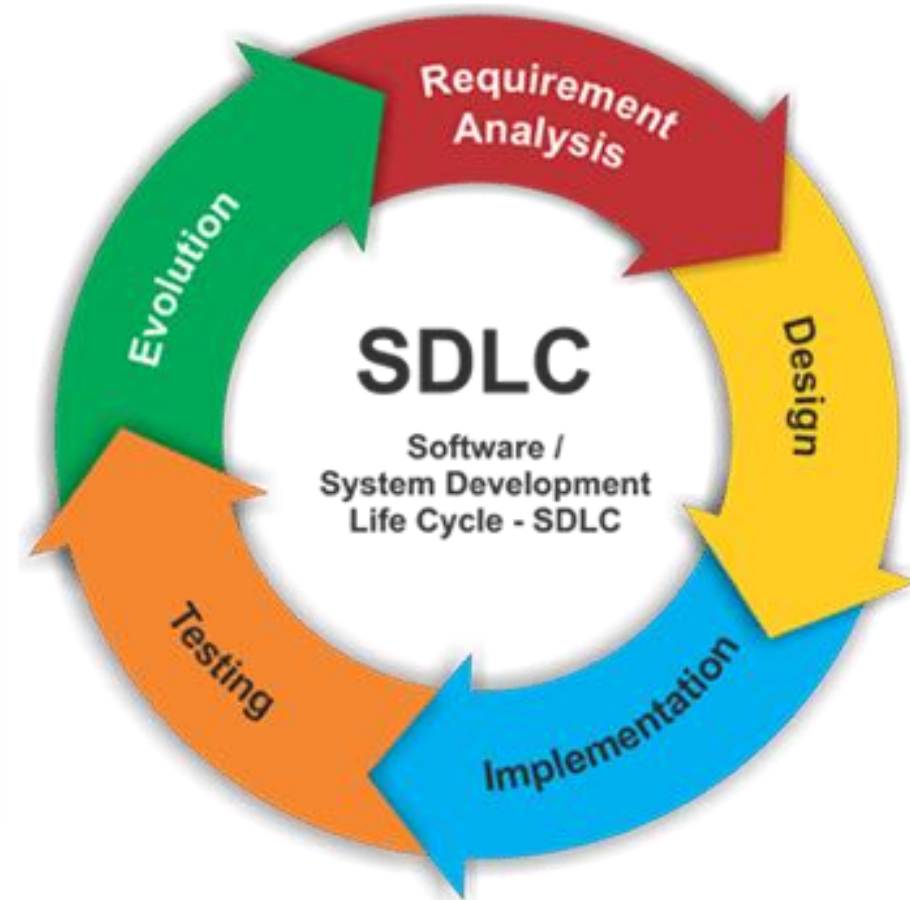 SDLC
Software /
System Development
Life Cycle - SDLC
Requirement
Analysis
Design
Implementation
Testing
Evolution